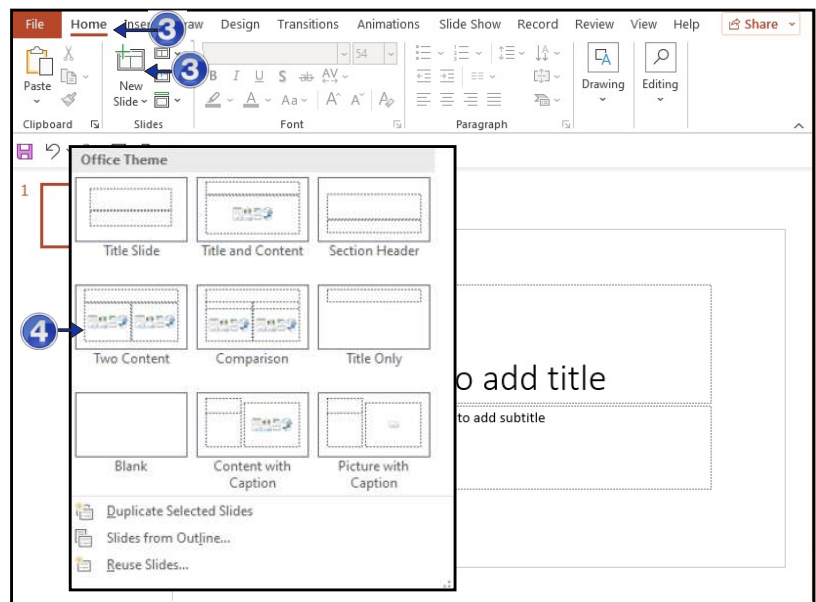 File Home Insert Draw Design Transitions Animations Slide Show Record Review View Help Share
3
3
54
B I U S ab AV
Paste New Slide Aa A A A Drawing Editing
Clipboard Slides Font Paragraph
Office Theme
1
Title Slide Title and Content Section Header
4
Two Content Comparison Title Only
o add title
to add subtitle
Blank Content with Caption Picture with Caption
Duplicate Selected Slides
Slides from Outline...
Reuse Slides...